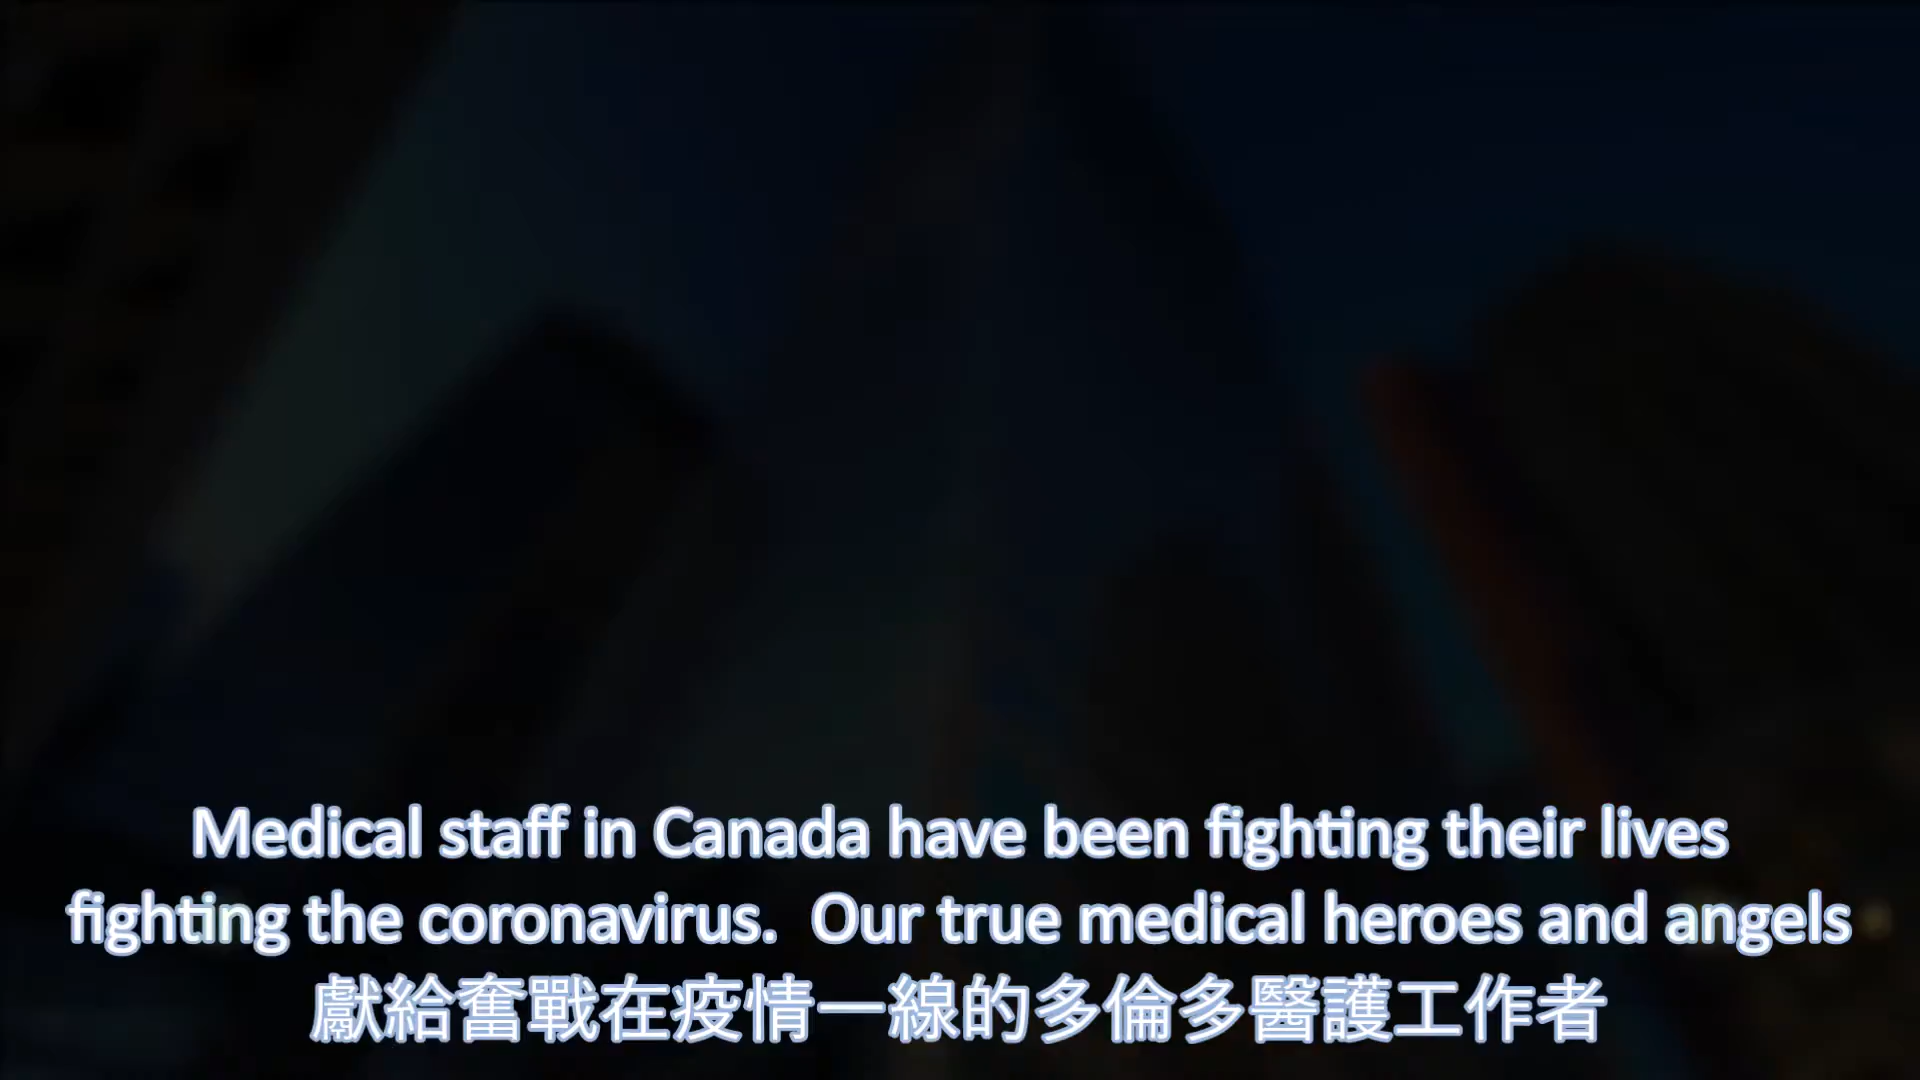 Medical staff in Canada have been fighting their lives
fighting the coronavirus.  Our true medical heroes and angels
獻給奮戰在疫情一線的多倫多醫護工作者